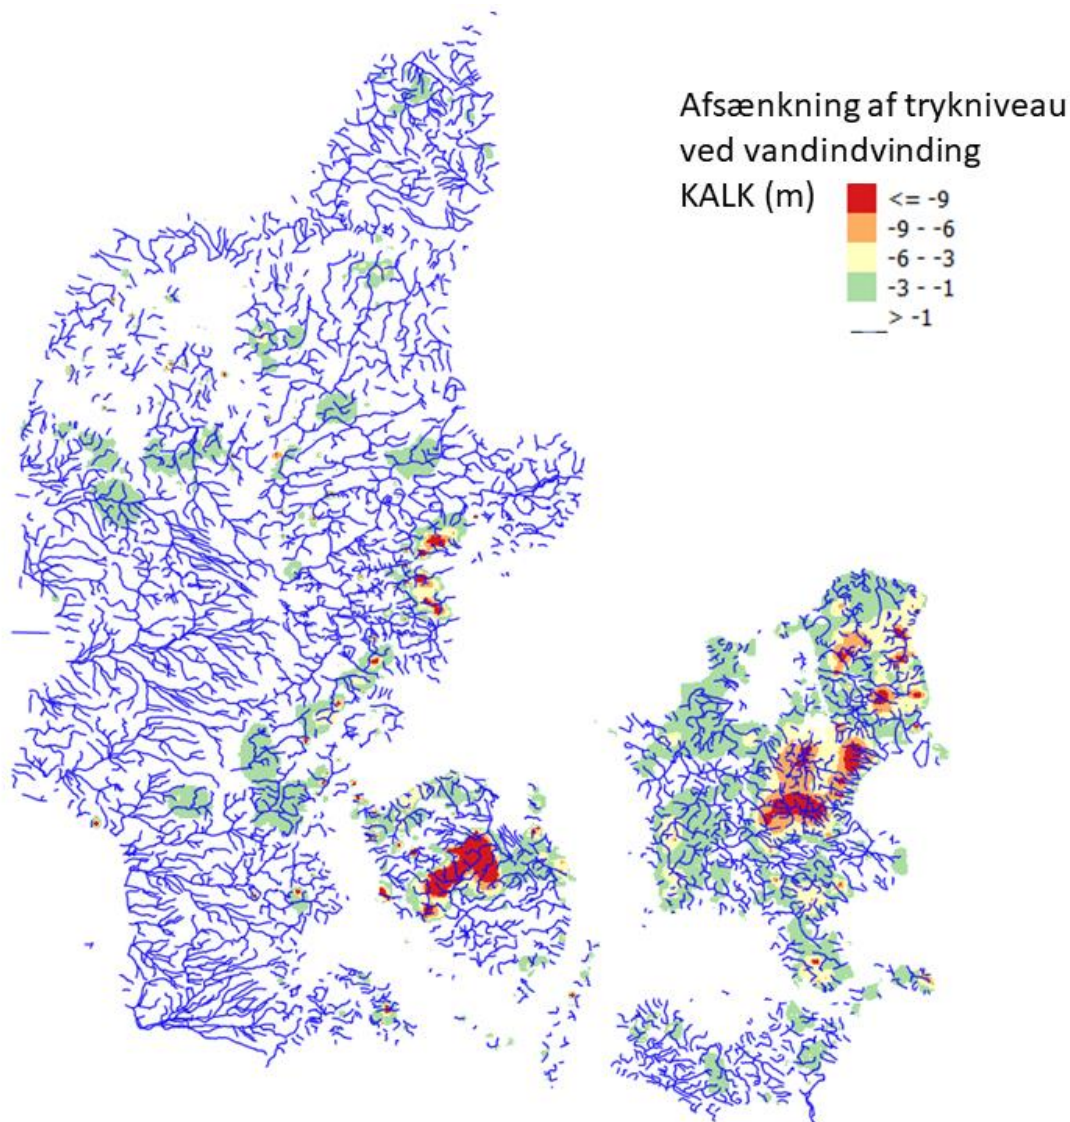 Afsænkning af trykniveau
ved vandindvinding
KALK (m)
<= -9
-9 - -6
-6 - -3
-3 - -1
> -1